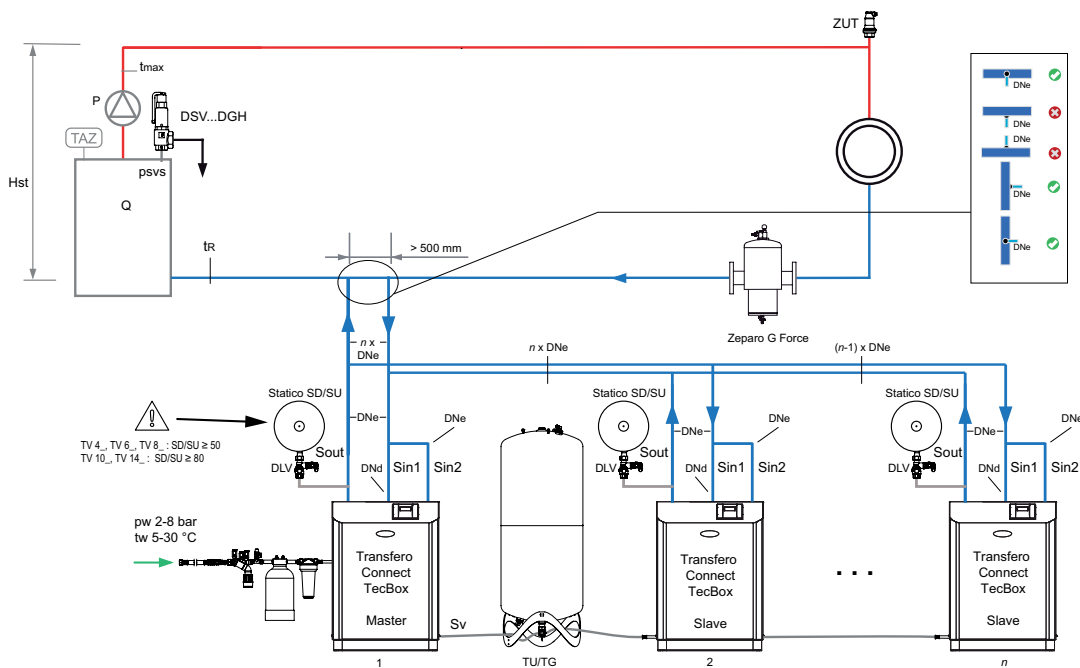 ZUT
tmax
P
DSV...DGH
TAZ
psvs
Hst
Q
tR
> 500 mm
DNe
DNe
DNe
DNe
DNe
Zeparo G Force
n x
DNe
n x DNe
(n-1) x DNe
Statico SD/SU
Statico SD/SU
Statico SD/SU
TV 4_, TV 6_, TV 8_ : SD/SU ≥ 50
TV 10_, TV 14_ : SD/SU ≥ 80
DNe
DNe
DNe
DNe
DNe
DNe
DLV
Sout
DNd
Sin1
Sin2
DLV
Sout
DNd
Sin1
Sin2
DLV
Sout
DNd
Sin1
Sin2
pw 2-8 bar
tw 5-30 °C
Transfero
Connect
TecBox
Master
Transfero
Connect
TecBox
Slave
. . .
Transfero
Connect
TecBox
Slave
Sv
1
TU/TG
2
n